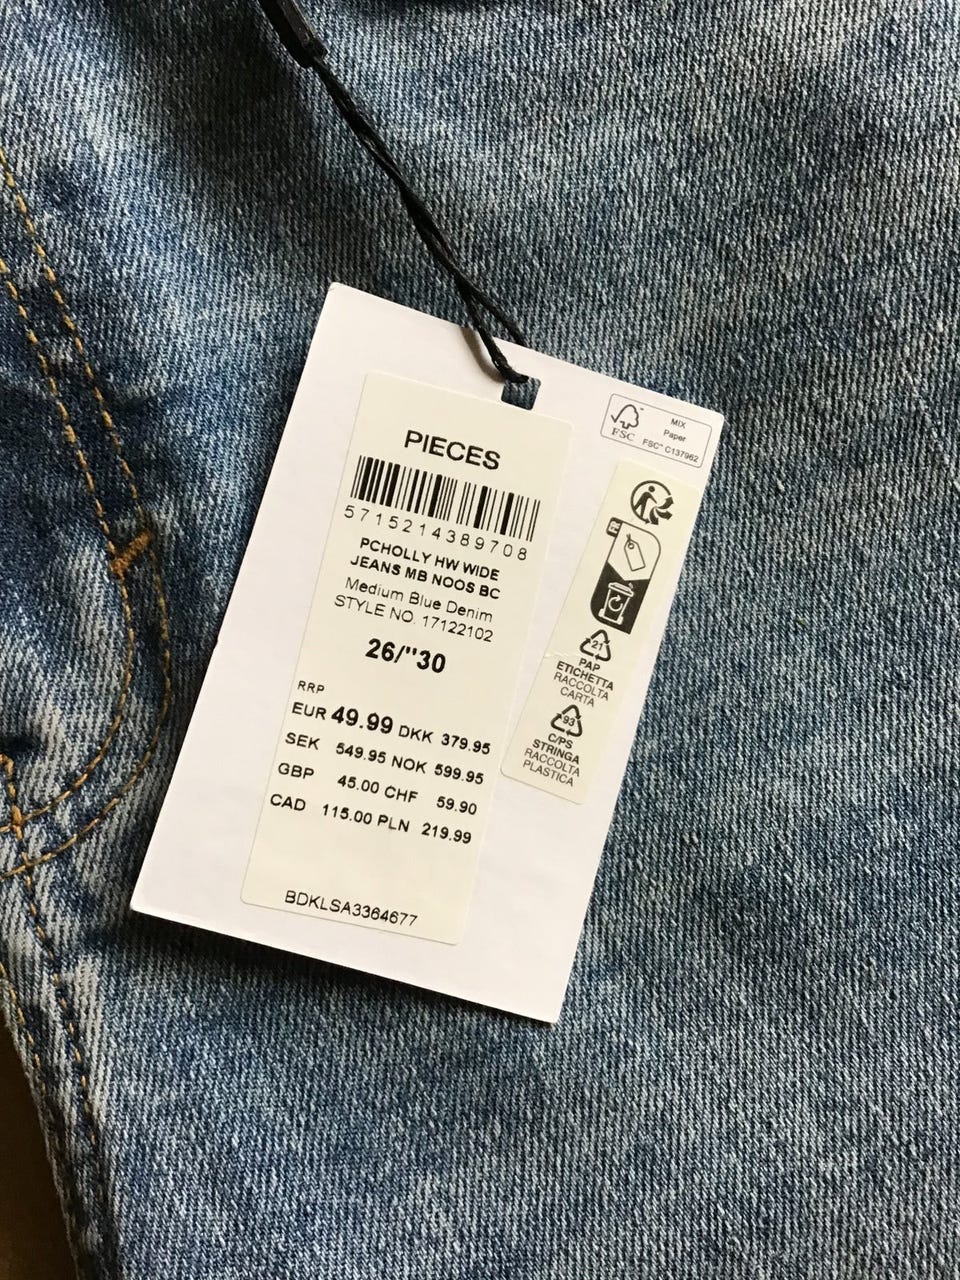 PIECES
5715214389708
PCHOLLY HW WIDE
JEANS MB NOOS BC
Medium Blue Denim
STYLE NO. 17122102
26/"30
RRP
EUR 49.99 DKK 379.95
SEK 549.95 NOK 599.95
GBP 45.00 CHF 59.90
CAD 115.00 PLN 219.99
BDKLSA3364677
FSC
MIX
Paper
FSC® C137962
FR
21
PAP
ETICHETTA
RACCOLTA
CARTA
93
C/PS
STRINGA
RACCOLTA
PLASTICA